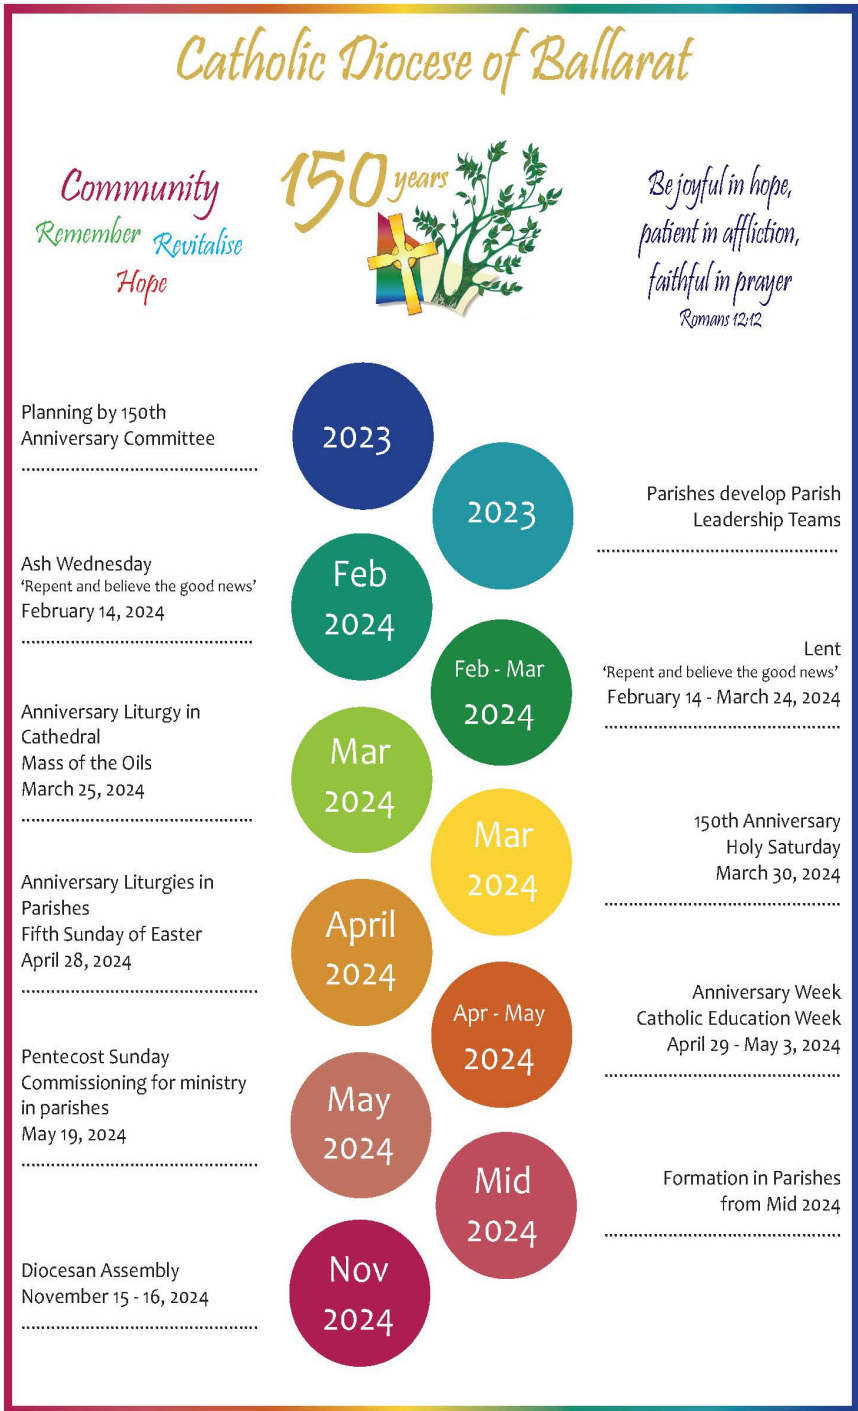 Catholic Diocese of Ballarat
Community
Remember Revitalise
Hope
150 years
Be joyful in hope,
patient in affliction,
faithful in prayer
Romans 12:12
Planning by 150th
Anniversary Committee
2023
2023
Parishes develop Parish
Leadership Teams
Ash Wednesday
‘Repent and believe the good news’
February 14, 2024
Feb
2024
Feb - Mar
2024
Lent
‘Repent and believe the good news’
February 14 - March 24, 2024
Anniversary Liturgy in
Cathedral
Mass of the Oils
March 25, 2024
Mar
2024
Mar
2024
150th Anniversary
Holy Saturday
March 30, 2024
Anniversary Liturgies in
Parishes
Fifth Sunday of Easter
April 28, 2024
April
2024
Apr - May
2024
Anniversary Week
Catholic Education Week
April 29 - May 3, 2024
Pentecost Sunday
Commissioning for ministry
in parishes
May 19, 2024
May
2024
Mid
2024
Formation in Parishes
from Mid 2024
Diocesan Assembly
November 15 - 16, 2024
Nov
2024